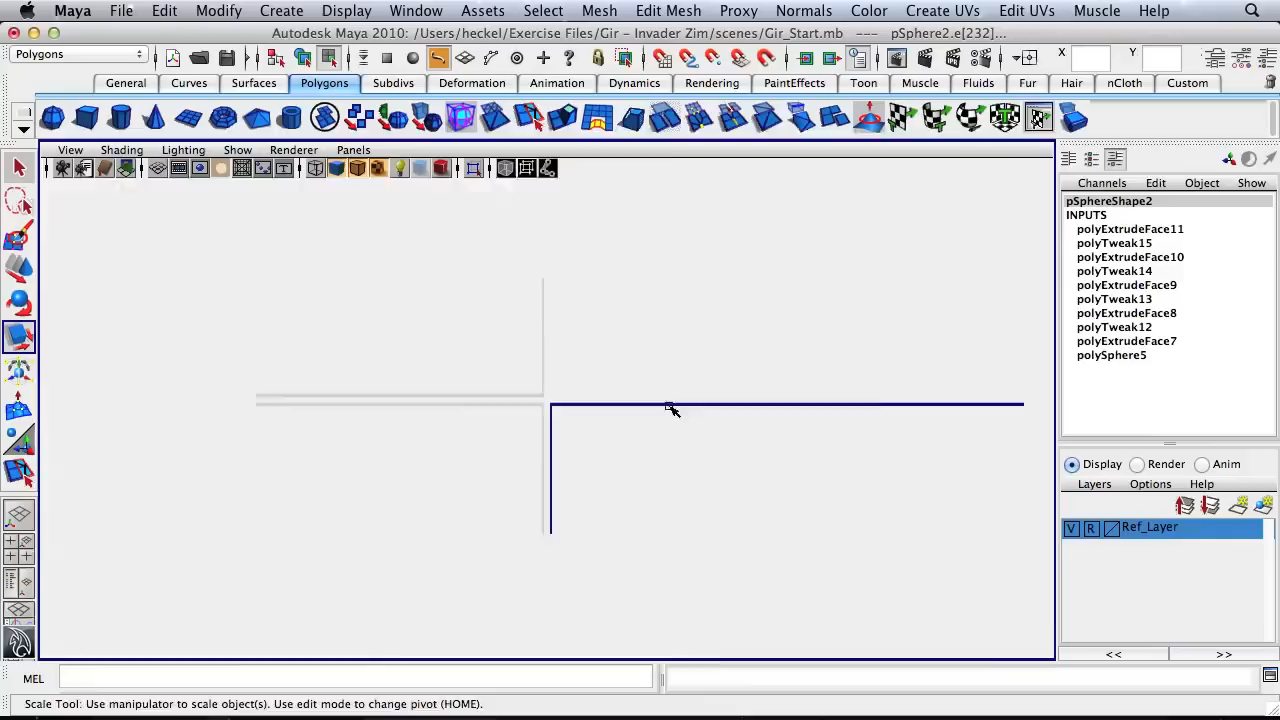 Maya File Edit Modify Create Display Window Assets Select Mesh Edit Mesh Proxy Normals Color Create UVs Edit UVs Muscle Help
Autodesk Maya 2010: /Users/heckel/Exercise Files/Gir - Invader Zim/scenes/Gir_Start.mb --- pSphere2.e[232]...
Polygons X Y
General Curves Surfaces Polygons Subdivs Deformation Animation Dynamics Rendering PaintEffects Toon Muscle Fluids Fur Hair nCloth Custom
View Shading Lighting Show Renderer Panels
Channels Edit Object Show
pSphereShape2
INPUTS
polyExtrudeFace11
polyTweak15
polyExtrudeFace10
polyTweak14
polyExtrudeFace9
polyTweak13
polyExtrudeFace8
polyTweak12
polyExtrudeFace7
polySphere5
Display Render Anim
Layers Options Help
V R Ref_Layer
<< >>
MEL
Scale Tool: Use manipulator to scale object(s). Use edit mode to change pivot (HOME).